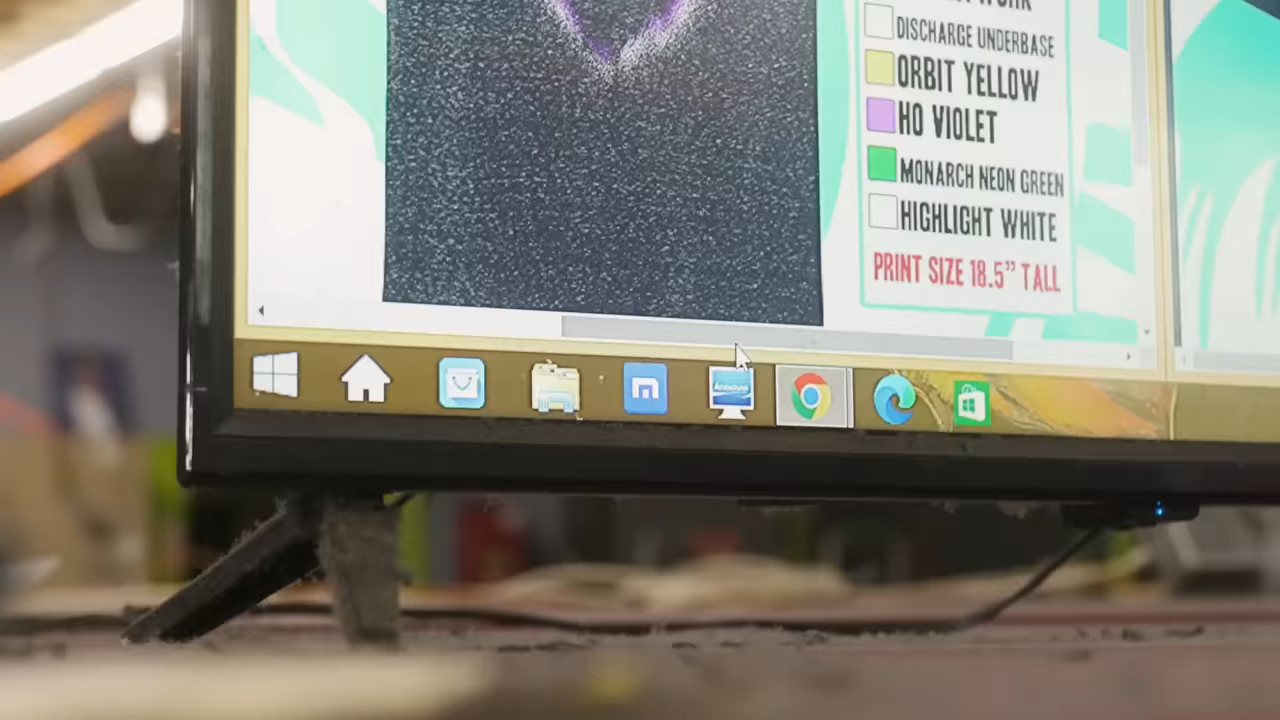 DISCHARGE UNDERBASE
ORBIT YELLOW
HO VIOLET
MONARCH NEON GREEN
HIGHLIGHT WHITE
PRINT SIZE 18.5” TALL